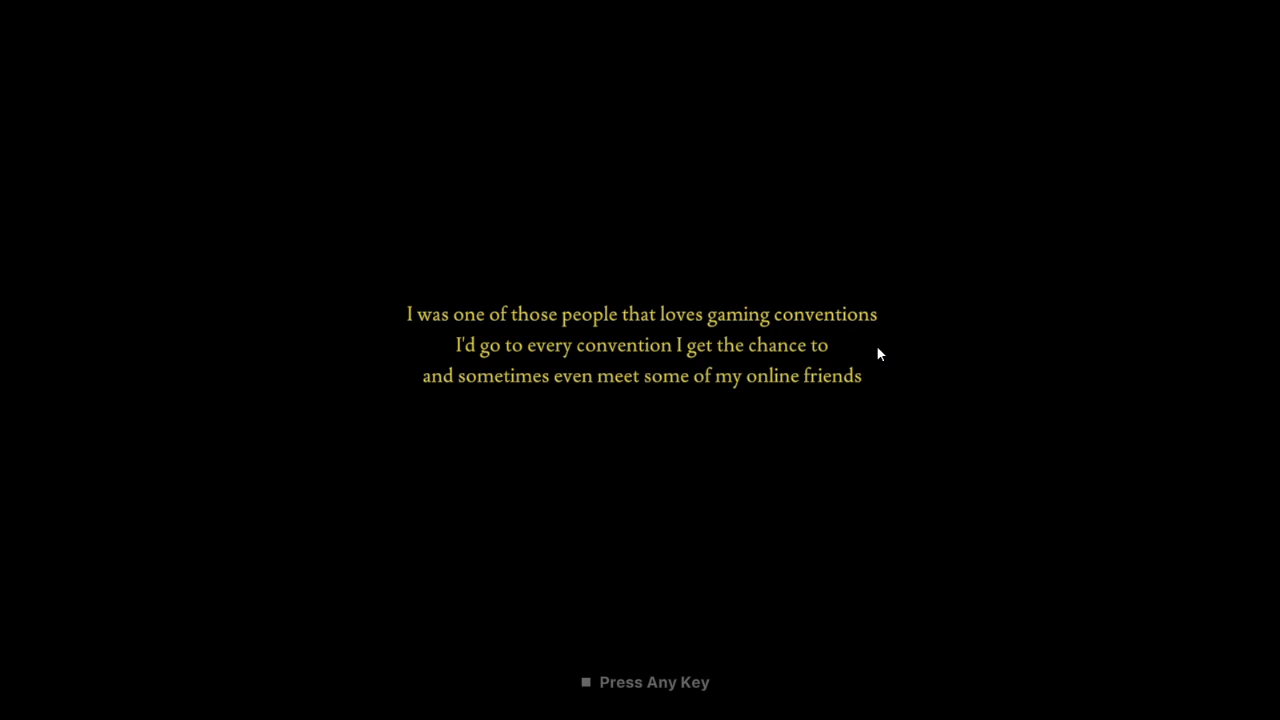 I was one of those people that loves gaming conventions
I'd go to every convention I get the chance to
and sometimes even meet some of my online friends
Press Any Key